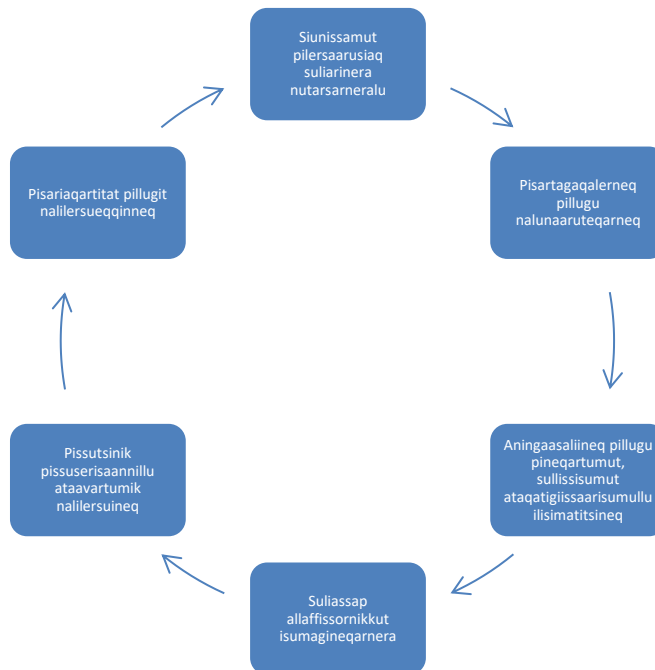 Siunissamut
pilersaarusiaq
suliarinera
nutarsarneralu
Pisartagaqalerneq
pillugu
nalunaaruteqarneq
Aningaasaliineq pillugu
pineqartumut,
sullissisumut
ataqatigiissaarisumullu
ilisimatitsineq
Suliassap
allaffissornikkut
isumagineqarnera
Pissutsinik
pissuserisaannillu
ataavartumik
nalilersuineq
Pisariaqartitat pillugit
nalilersueqqinneq